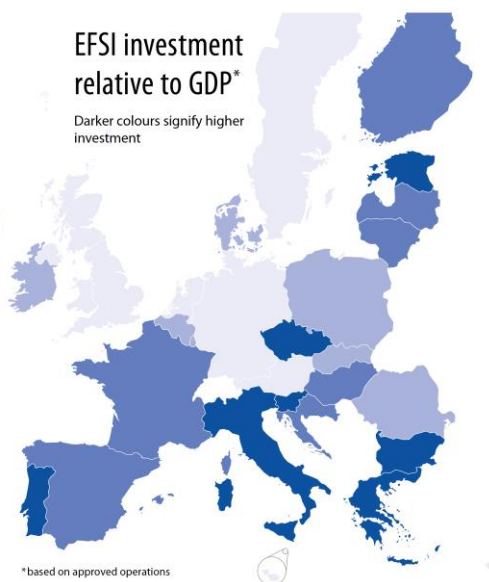 EFSI investment
relative to GDP*
Darker colours signify higher
investment
*based on approved operations